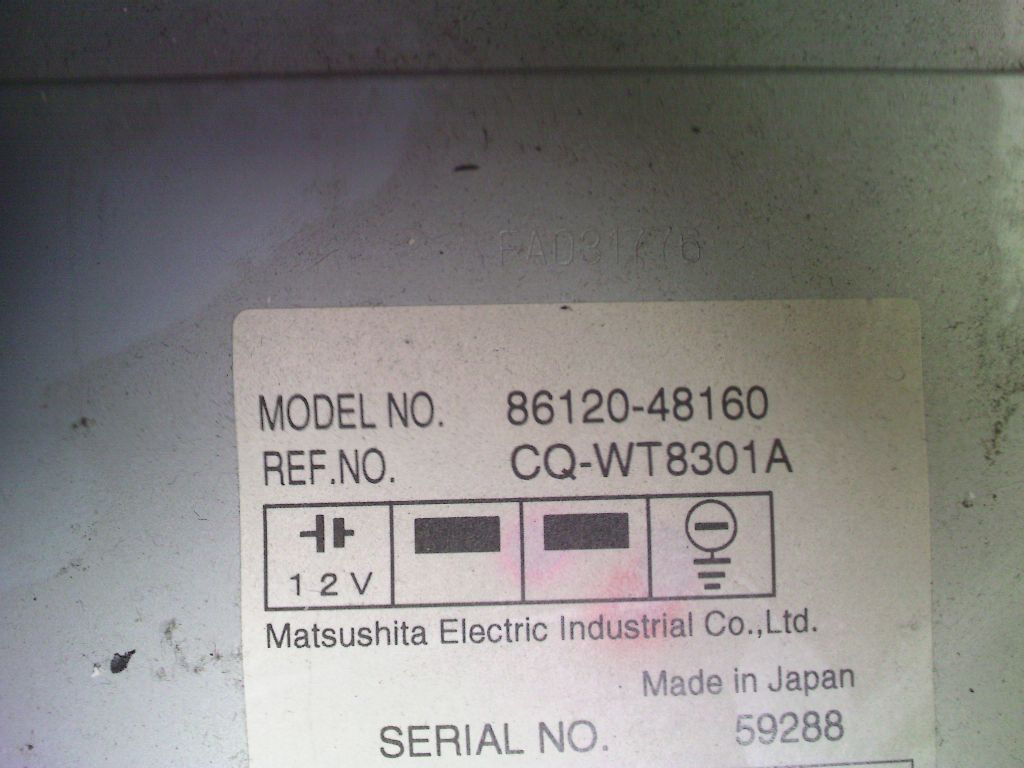 FAD31776
MODEL NO. 86120-48160
REF.NO. CQ-WT8301A
12V
Matsushita Electric Industrial Co.,Ltd.
Made in Japan
SERIAL NO. 59288